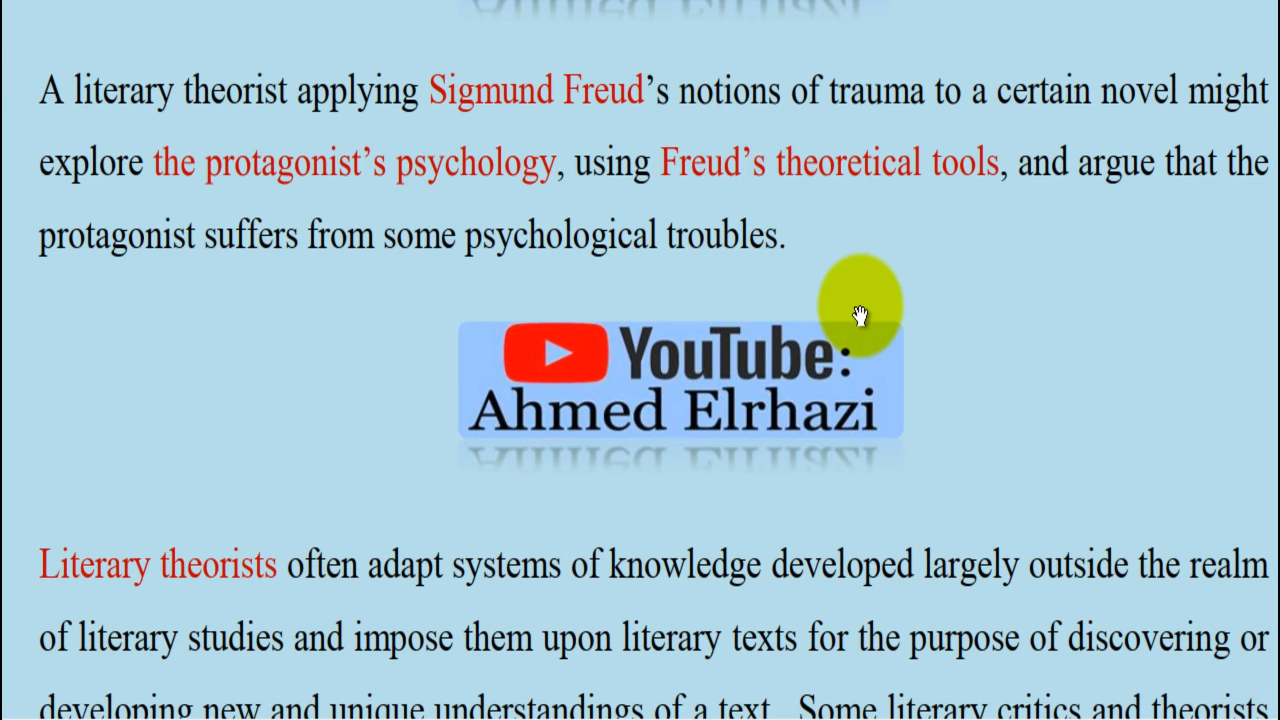 A literary theorist applying Sigmund Freud’s notions of trauma to a certain novel might
explore the protagonist’s psychology, using Freud’s theoretical tools, and argue that the
protagonist suffers from some psychological troubles.
YouTube:
Ahmed Elrhazi
Literary theorists often adapt systems of knowledge developed largely outside the realm
of literary studies and impose them upon literary texts for the purpose of discovering or
developing new and unique understandings of a text. Some literary critics and theorists